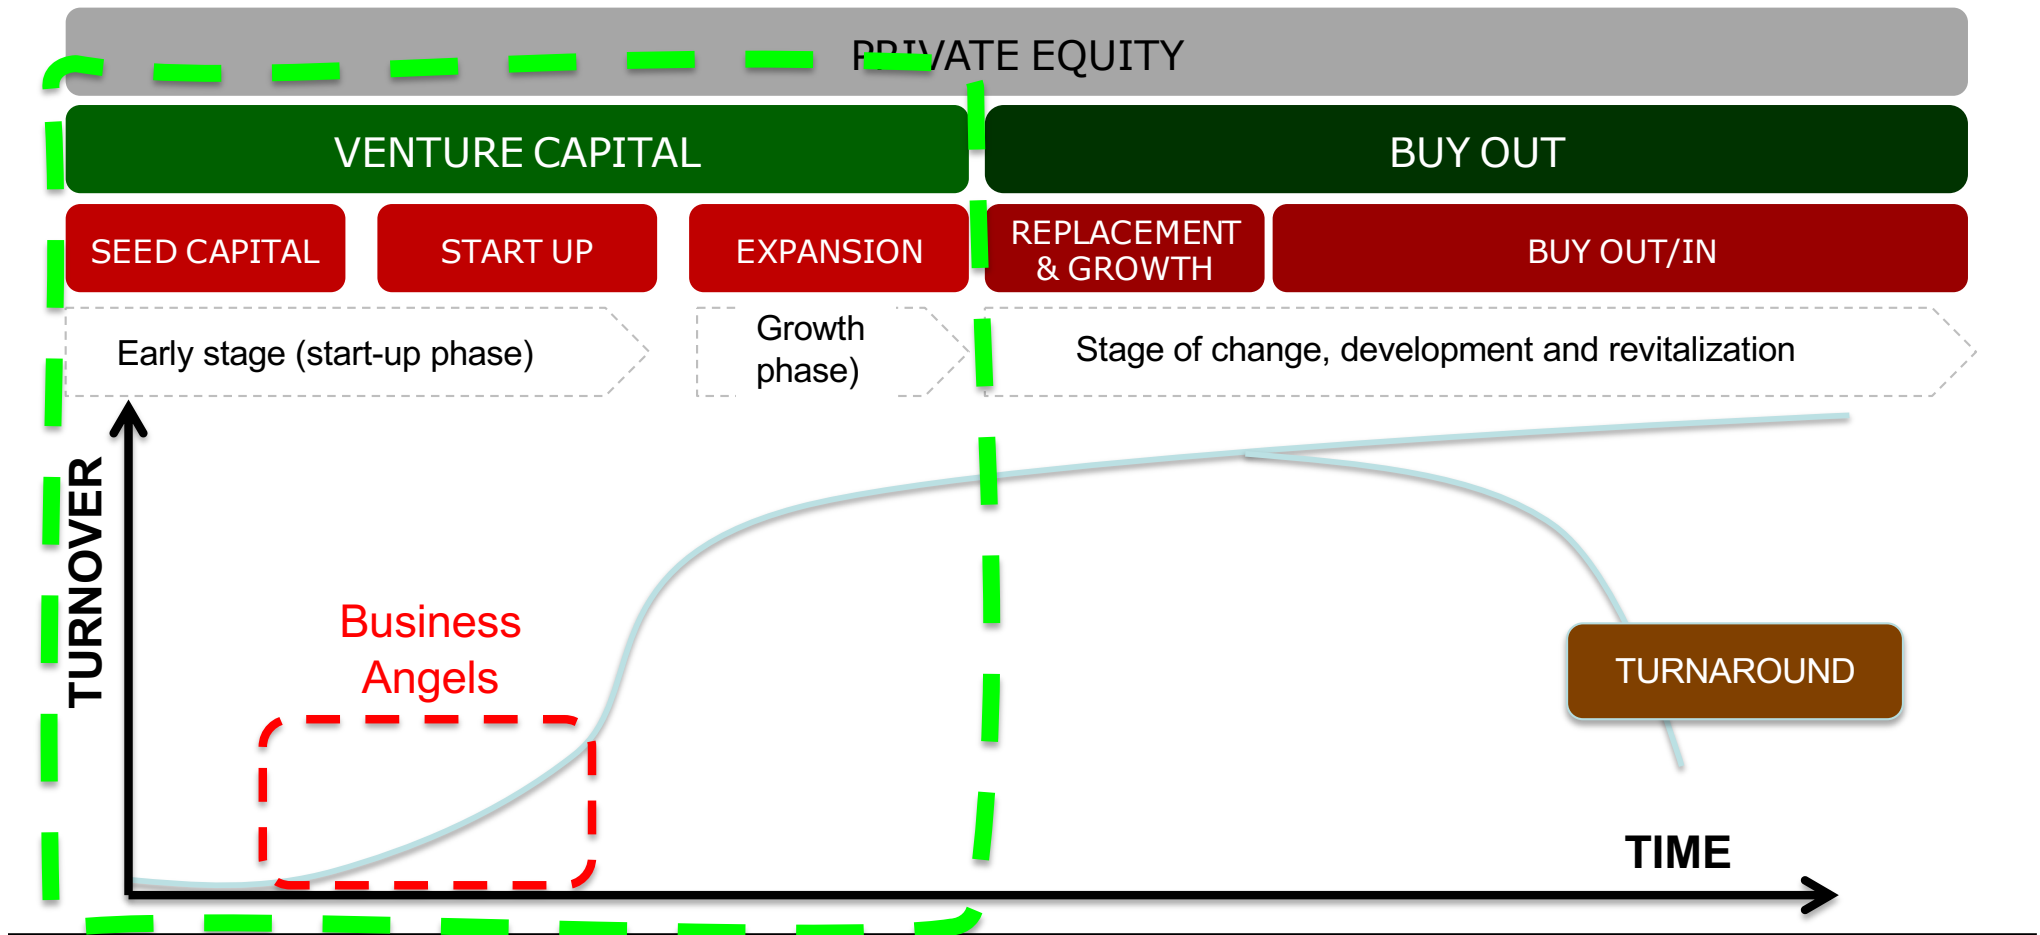 PRIVATE EQUITY
VENTURE CAPITAL
BUY OUT
SEED CAPITAL
START UP
EXPANSION
REPLACEMENT
& GROWTH
BUY OUT/IN
Early stage (start-up phase)
Growth
phase)
Stage of change, development and revitalization
TURNOVER
Business
Angels
TURNAROUND
TIME